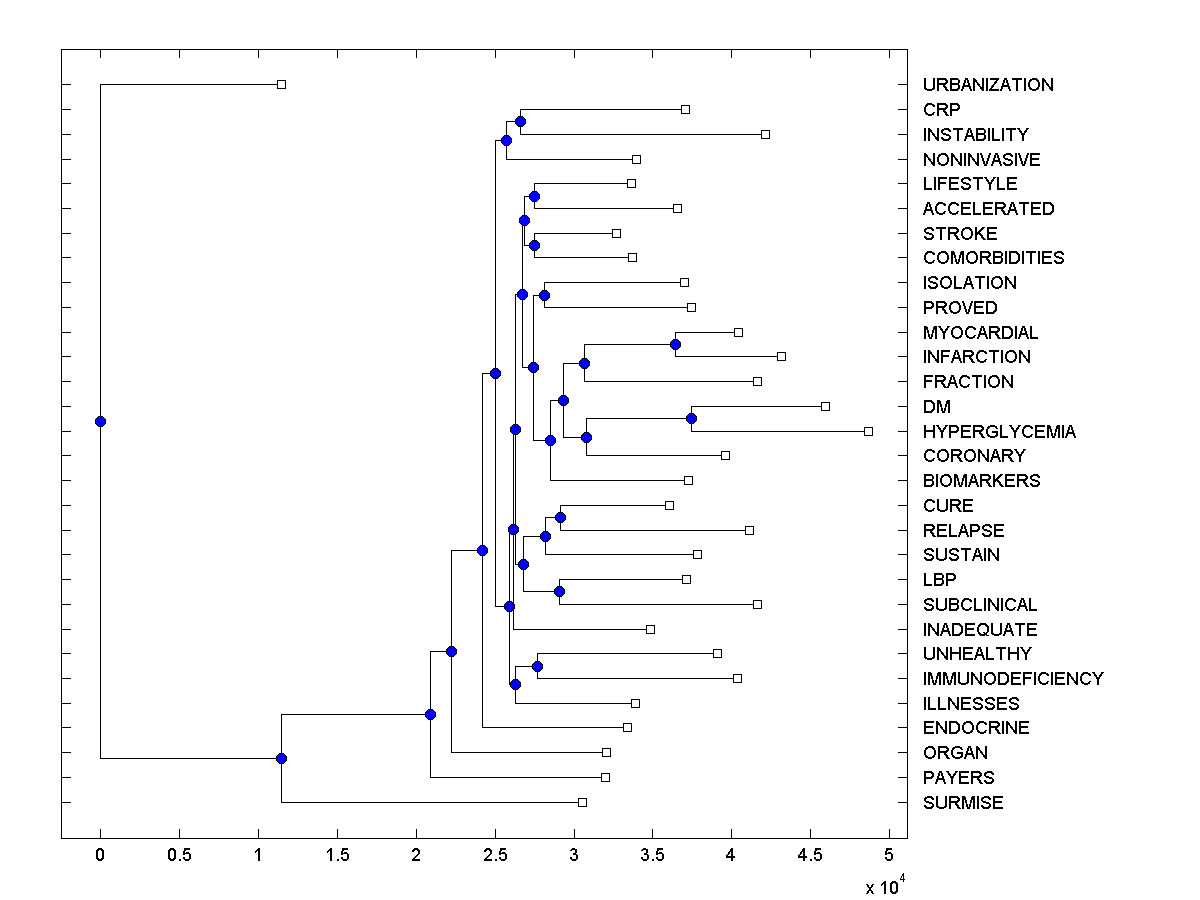 URBANIZATION
CRP
INSTABILITY
NONINVASIVE
LIFESTYLE
ACCELERATED
STROKE
COMORBIDITIES
ISOLATION
PROVED
MYOCARDIAL
INFARCTION
FRACTION
DM
HYPERGLYCEMIA
CORONARY
BIOMARKERS
CURE
RELAPSE
SUSTAIN
LBP
SUBCLINICAL
INADEQUATE
UNHEALTHY
IMMUNODEFICIENCY
ILLNESSES
ENDOCRINE
ORGAN
PAYERS
SURMISE
0 0.5 1 1.5 2 2.5 3 3.5 4 4.5 5
x 10^4